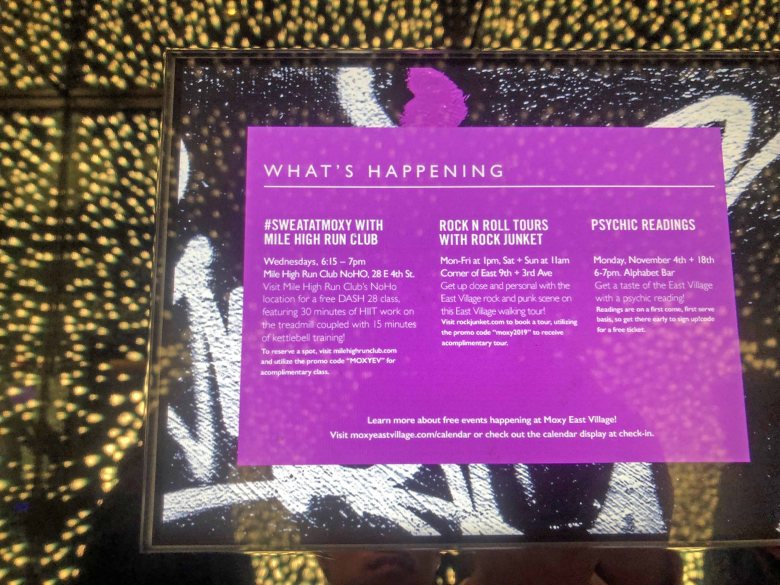 WHAT'S HAPPENING
#SWEATATMOXY WITH
MILE HIGH RUN CLUB
Wednesdays, 6:15 – 7pm
Mile High Run Club NoHO, 28 E 4th St.
Visit Mile High Run Club's NoHo
location for a free DASH 28 class,
featuring 30 minutes of HIIT work on
the treadmill coupled with 15 minutes
of kettlebell training!
To reserve a spot, visit milehighrunclub.com
and utilize the promo code "MOXYEV" for
acomplimentary class.
ROCK N ROLL TOURS
WITH ROCK JUNKET
Mon-Fri at 1pm, Sat + Sun at 11am
Corner of East 9th + 3rd Ave
Get up close and personal with the
East Village rock and punk scene on
this East Village walking tour!
Visit rockjunket.com to book a tour, utilizing
the promo code "moxy2019" to receive
acomplimentary tour.
PSYCHIC READINGS
Monday, November 4th + 18th
6-7pm. Alphabet Bar
Get a taste of the East Village
with a psychic reading!
Readings are on a first come, first serve
basis, so get there early to sign up!code
for a free ticket.
Learn more about free events happening at Moxy East Village!
Visit moxyeastvillage.com/calendar or check out the calendar display at check-in.